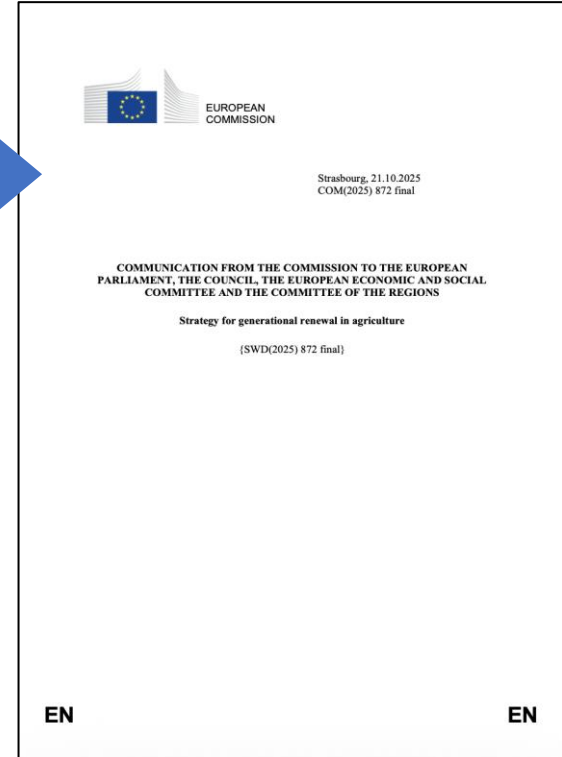 EUROPEAN
COMMISSION
Strasbourg, 21.10.2025
COM(2025) 872 final
COMMUNICATION FROM THE COMMISSION TO THE EUROPEAN
PARLIAMENT, THE COUNCIL, THE EUROPEAN ECONOMIC AND SOCIAL
COMMITTEE AND THE COMMITTEE OF THE REGIONS
Strategy for generational renewal in agriculture
{SWD(2025) 872 final}
EN EN